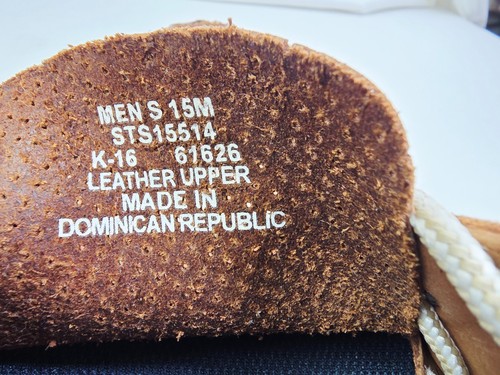 MEN S 15M
STS15514
K-16 61626
LEATHER UPPER
MADE IN
DOMINICAN REPUBLIC